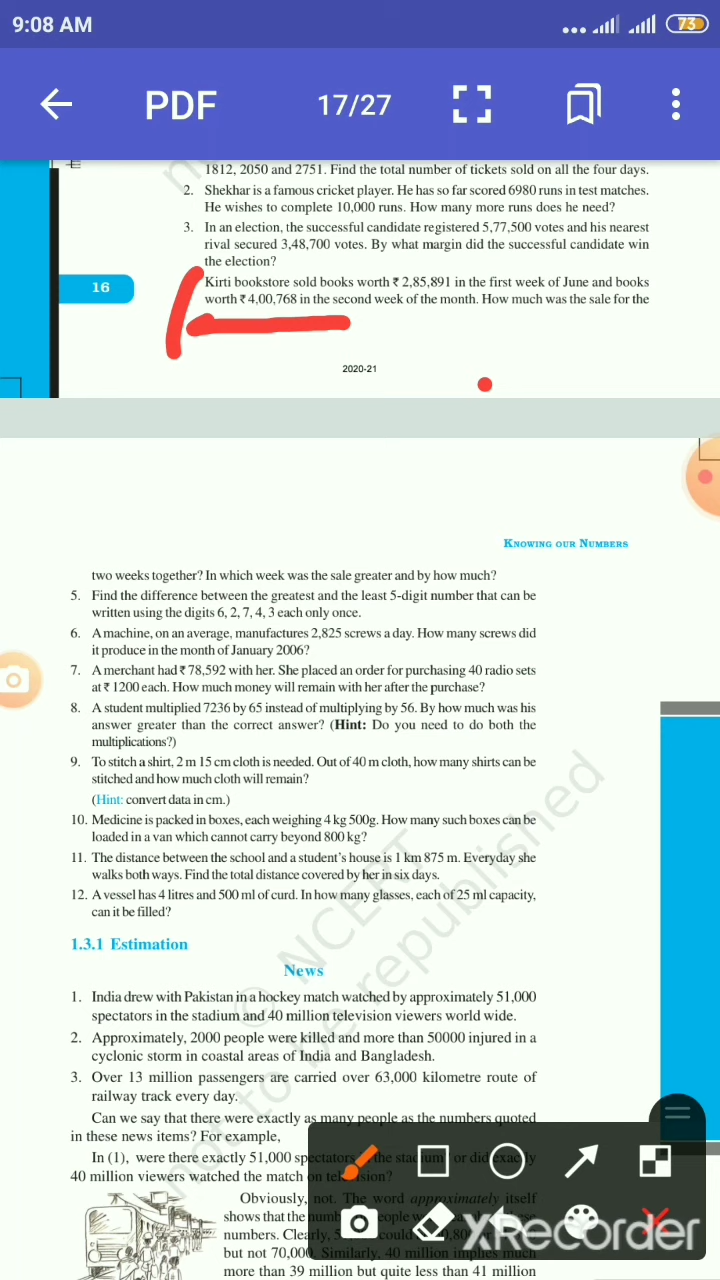 9:08 AM
73
PDF
17/27
1812, 2050 and 2751. Find the total number of tickets sold on all the four days.
2. Shekhar is a famous cricket player. He has so far scored 6980 runs in test matches.
He wishes to complete 10,000 runs. How many more runs does he need?
3. In an election, the successful candidate registered 5,77,500 votes and his nearest
rival secured 3,48,700 votes. By what margin did the successful candidate win
the election?
16
Kirti bookstore sold books worth ₹ 2,85,891 in the first week of June and books
worth ₹ 4,00,768 in the second week of the month. How much was the sale for the
2020-21
KNOWING OUR NUMBERS
two weeks together? In which week was the sale greater and by how much?
5. Find the difference between the greatest and the least 5-digit number that can be
written using the digits 6, 2, 7, 4, 3 each only once.
6. A machine, on an average, manufactures 2,825 screws a day. How many screws did
it produce in the month of January 2006?
7. A merchant had ₹ 78,592 with her. She placed an order for purchasing 40 radio sets
at ₹ 1200 each. How much money will remain with her after the purchase?
8. A student multiplied 7236 by 65 instead of multiplying by 56. By how much was his
answer greater than the correct answer? (Hint: Do you need to do both the
multiplications?)
9. To stitch a shirt, 2 m 15 cm cloth is needed. Out of 40 m cloth, how many shirts can be
stitched and how much cloth will remain?
(Hint: convert data in cm.)
10. Medicine is packed in boxes, each weighing 4 kg 500g. How many such boxes can be
loaded in a van which cannot carry beyond 800 kg?
11. The distance between the school and a student's house is 1 km 875 m. Everyday she
walks both ways. Find the total distance covered by her in six days.
12. A vessel has 4 litres and 500 ml of curd. In how many glasses, each of 25 ml capacity,
can it be filled?
© NCERT
not to be republished
1.3.1 Estimation
News
1. India drew with Pakistan in a hockey match watched by approximately 51,000
spectators in the stadium and 40 million television viewers world wide.
2. Approximately, 2000 people were killed and more than 50000 injured in a
cyclonic storm in coastal areas of India and Bangladesh.
3. Over 13 million passengers are carried over 63,000 kilometre route of
railway track every day.
Can we say that there were exactly as many people as the numbers quoted
in these news items? For example,
In (1), were there exactly 51,000 spectators in the stadium or did exactly
40 million viewers watched the match on television?
Obviously, not. The word approximately itself
shows that the
numbers. Clearly,
but not 70,000. Similarly, 40 million implies much
more than 39 million but quite less than 41 million
XRecorder